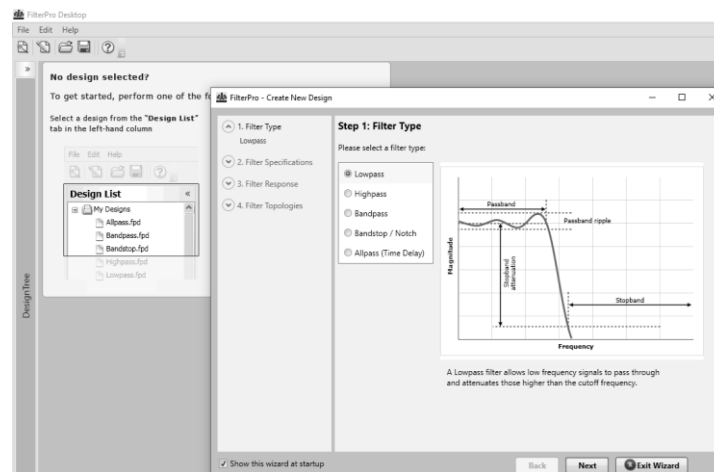 FilterPro Desktop
File Edit Help
»
DesignTree
No design selected?
To get started, perform one of the fo
Select a design from the "Design List"
tab in the left-hand column
File Edit Help
Design List «
My Designs
Allpass.fpd
Bandpass.fpd
Bandstop.fpd
Highpass.fpd
Lowpass.fpd
FilterPro - Create New Design
1. Filter Type
Lowpass
2. Filter Specifications
3. Filter Response
4. Filter Topologies
Step 1: Filter Type
Please select a filter type:
Lowpass
Highpass
Bandpass
Bandstop / Notch
Allpass (Time Delay)
Passband
Passband ripple
Magnitude
Stopband
attenuation
Stopband
Frequency
A Lowpass filter allows low frequency signals to pass through
and attenuates those higher than the cutoff frequency.
Show this wizard at startup
Back Next Exit Wizard